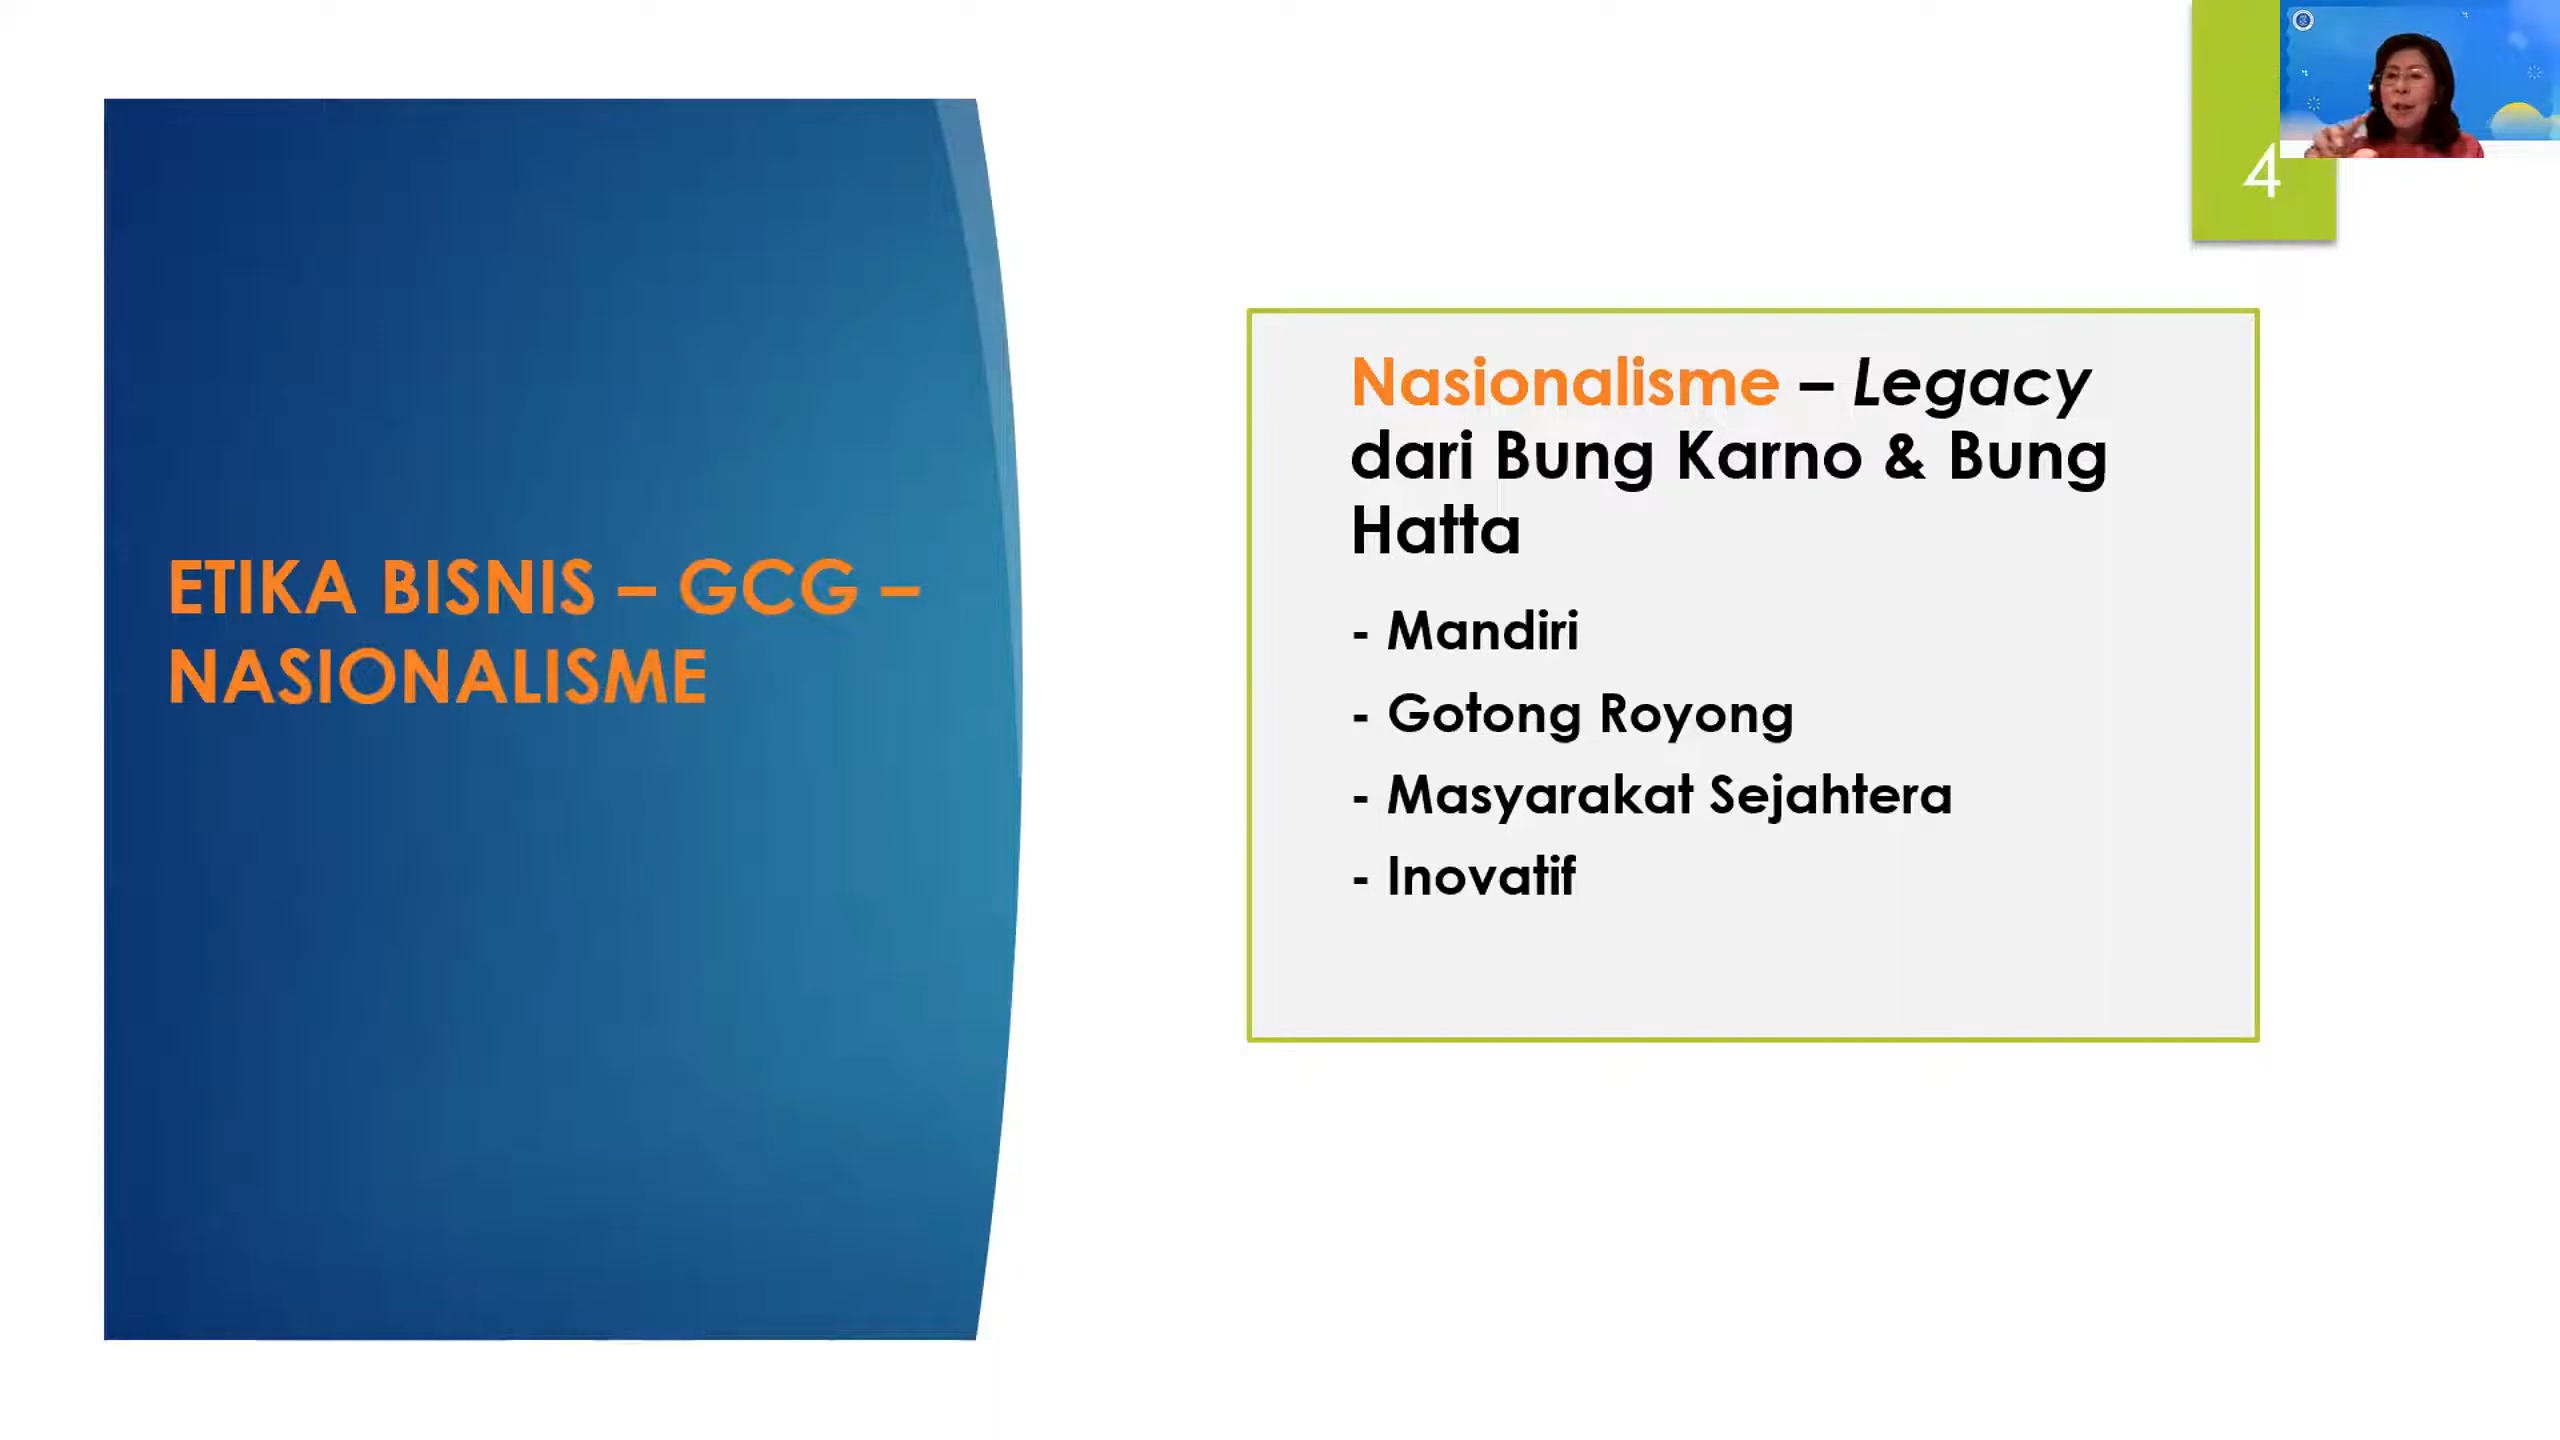 4
ETIKA BISNIS – GCG –
NASIONALISME
Nasionalisme – Legacy
dari Bung Karno & Bung
Hatta
- Mandiri
- Gotong Royong
- Masyarakat Sejahtera
- Inovatif